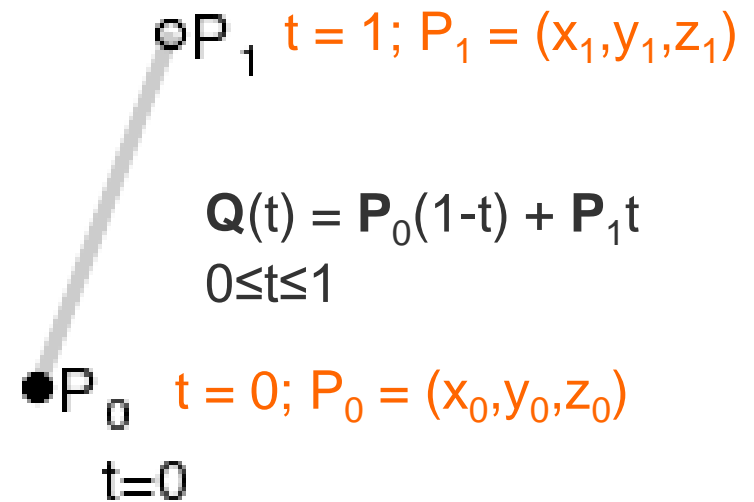 P₁ t = 1; P₁ = (x₁,y₁,z₁)
Q(t) = P₀(1-t) + P₁t
0≤t≤1
P₀ t = 0; P₀ = (x₀,y₀,z₀)
t=0